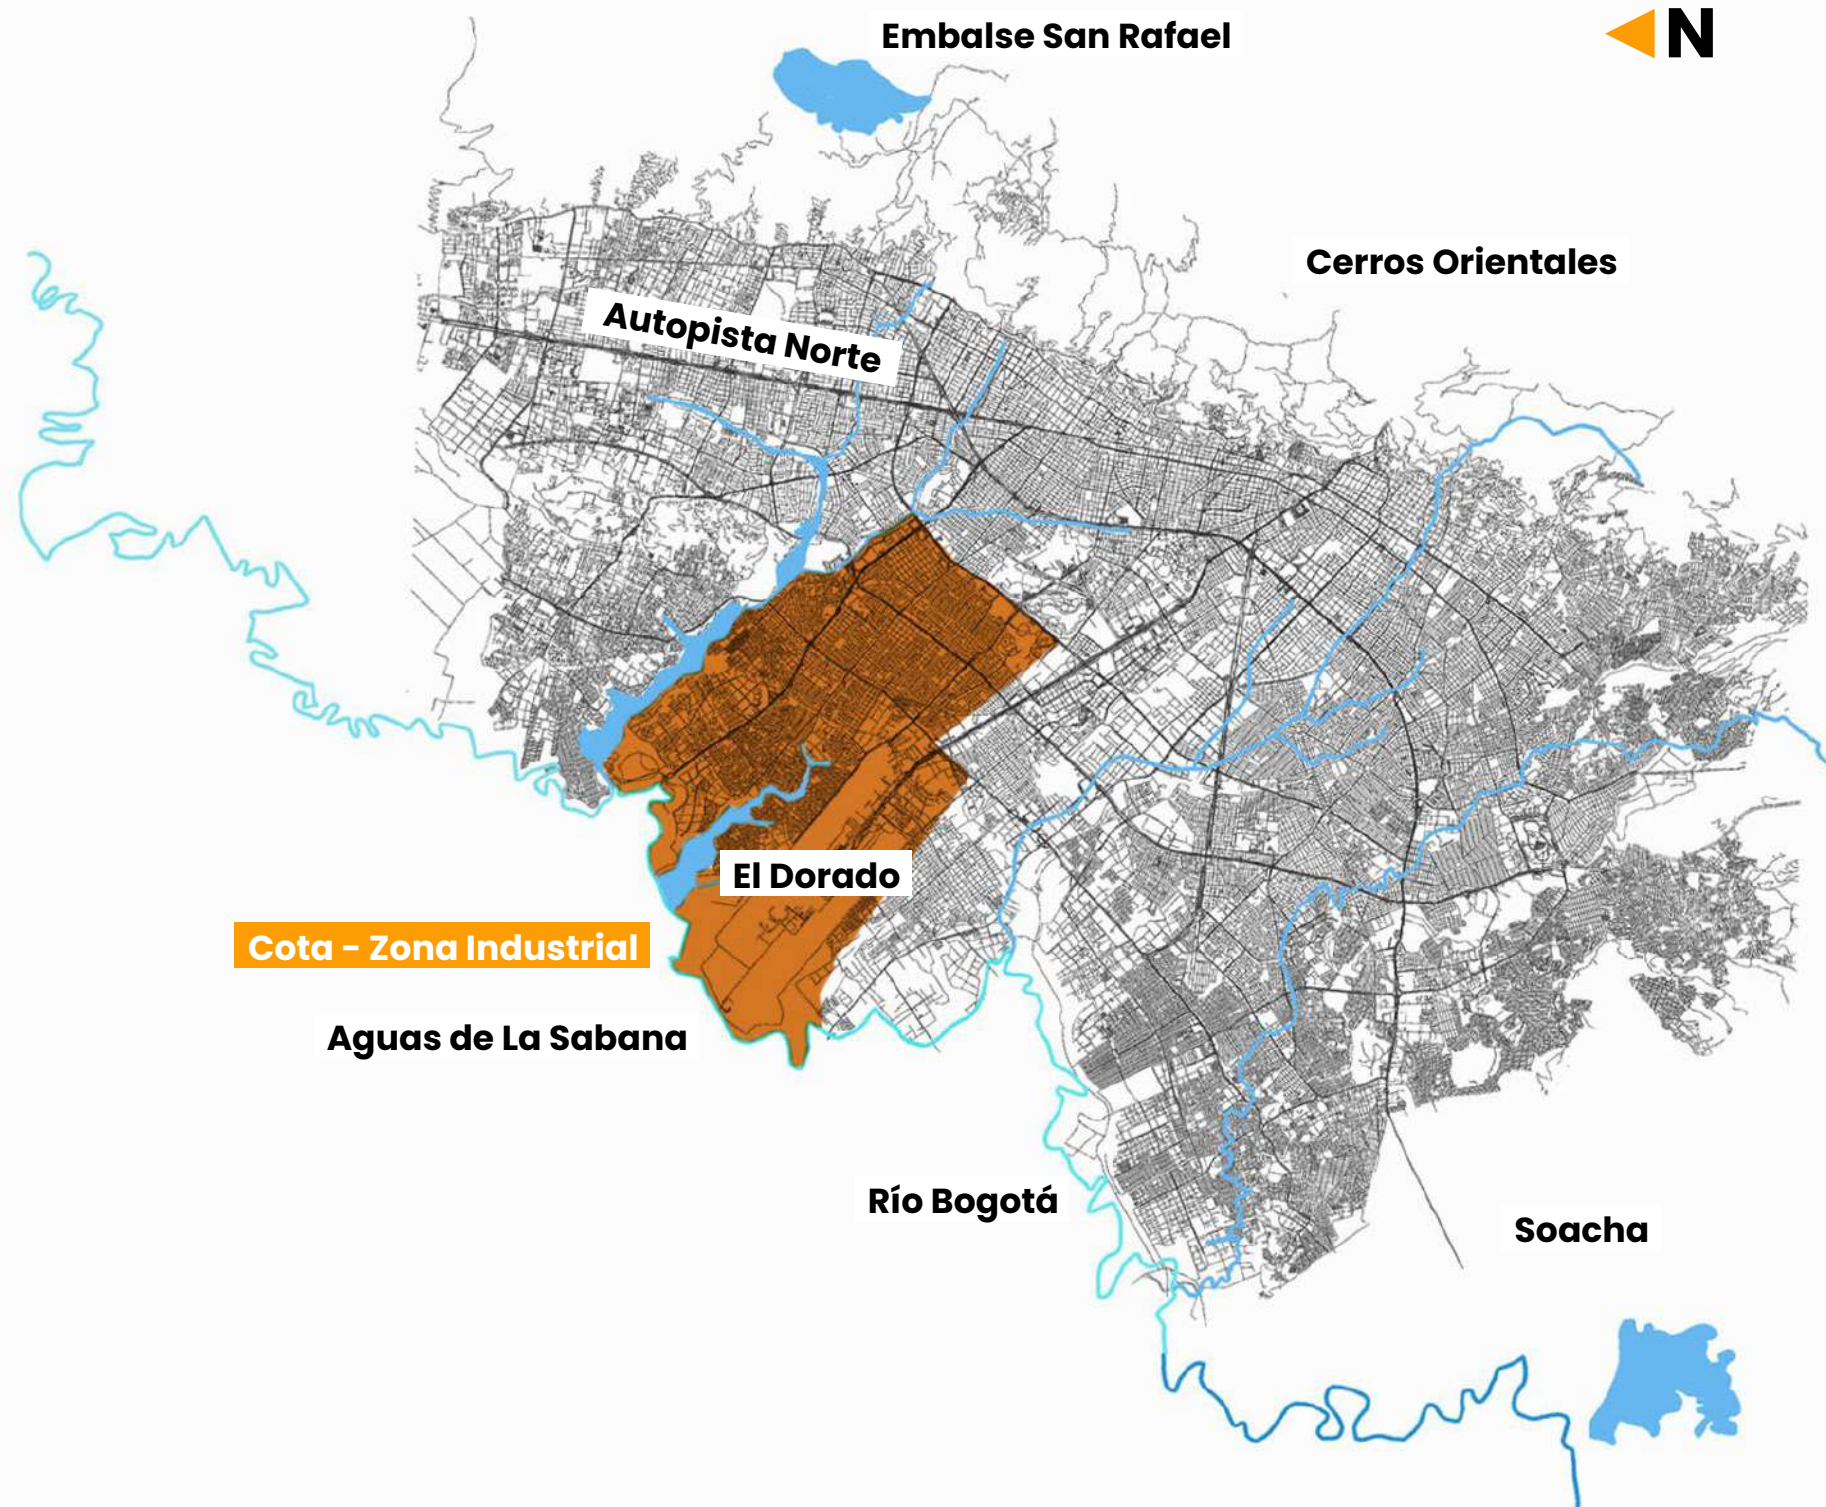 Embalse San Rafael
N
Cerros Orientales
Autopista Norte
El Dorado
Cota - Zona Industrial
Aguas de La Sabana
Río Bogotá
Soacha